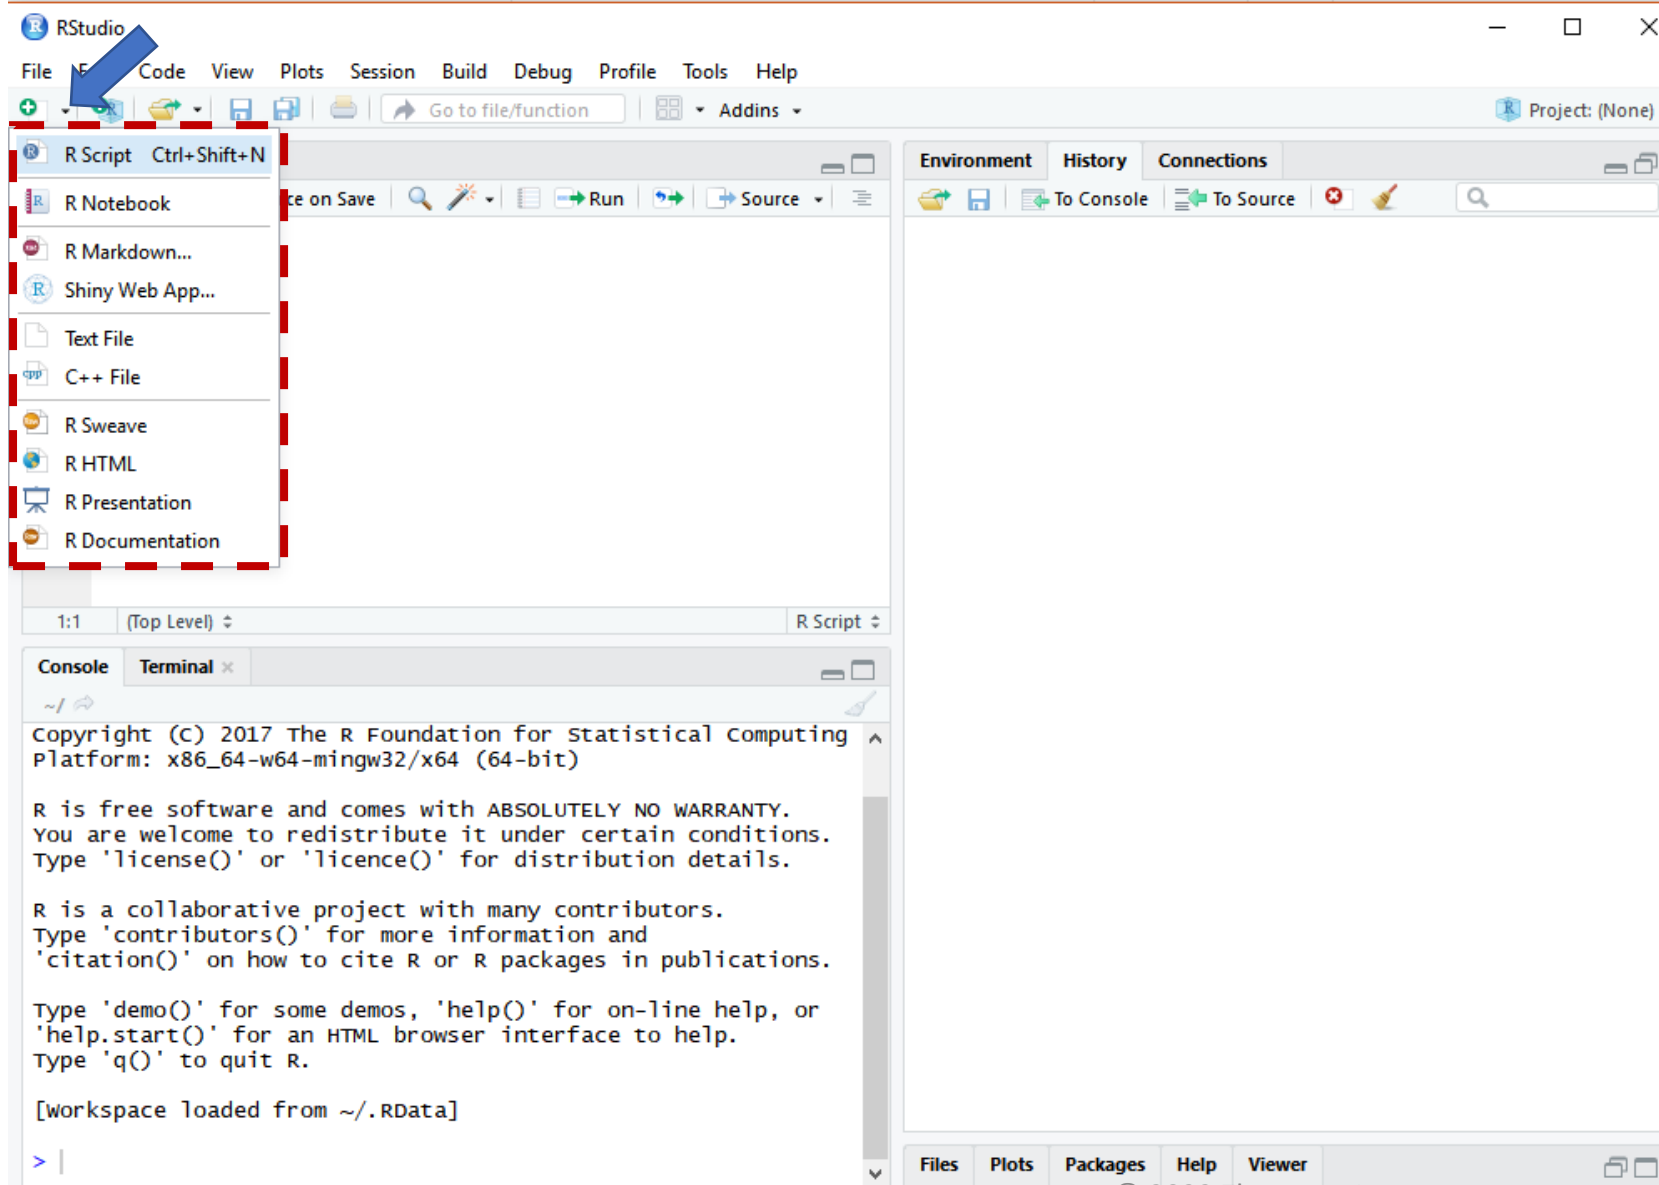 RStudio
File Code View Plots Session Build Debug Profile Tools Help
Go to file/function Addins Project: (None)
R Script Ctrl+Shift+N
R Notebook
R Markdown...
Shiny Web App...
Text File
C++ File
R Sweave
R HTML
R Presentation
R Documentation
on Save Run Source
1:1 (Top Level) R Script
Environment History Connections
To Console To Source
Console Terminal
~/
Copyright (C) 2017 The R Foundation for Statistical Computing
Platform: x86_64-w64-mingw32/x64 (64-bit)
R is free software and comes with ABSOLUTELY NO WARRANTY.
You are welcome to redistribute it under certain conditions.
Type 'license()' or 'licence()' for distribution details.
R is a collaborative project with many contributors.
Type 'contributors()' for more information and
'citation()' on how to cite R or R packages in publications.
Type 'demo()' for some demos, 'help()' for on-line help, or
'help.start()' for an HTML browser interface to help.
Type 'q()' to quit R.
[Workspace loaded from ~/.RData]
>
Files Plots Packages Help Viewer